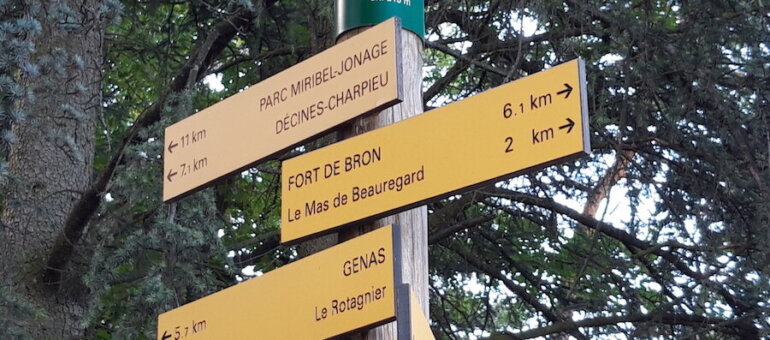 ← 11 km PARC MIRIBEL-JONAGE
← 7.1 km DÉCINES-CHARPIEU
FORT DE BRON 6.1 km →
Le Mas de Beauregard 2 km →
GENAS
← 5.7 km Le Rotagnier